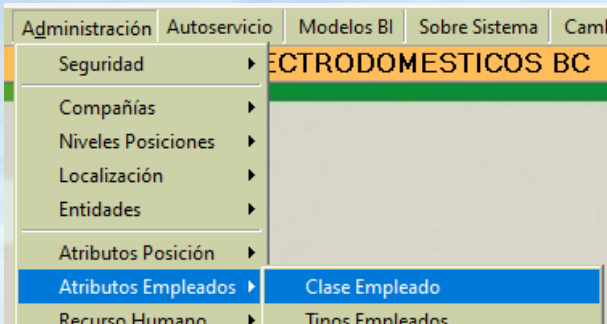 Administración Autoservicio Modelos BI Sobre Sistema
Seguridad ECTRODOMESTICOS BC
Compañías
Niveles Posiciones
Localización
Entidades
Atributos Posición
Atributos Empleados Clase Empleado
Recurso Humano Tipos Empleados